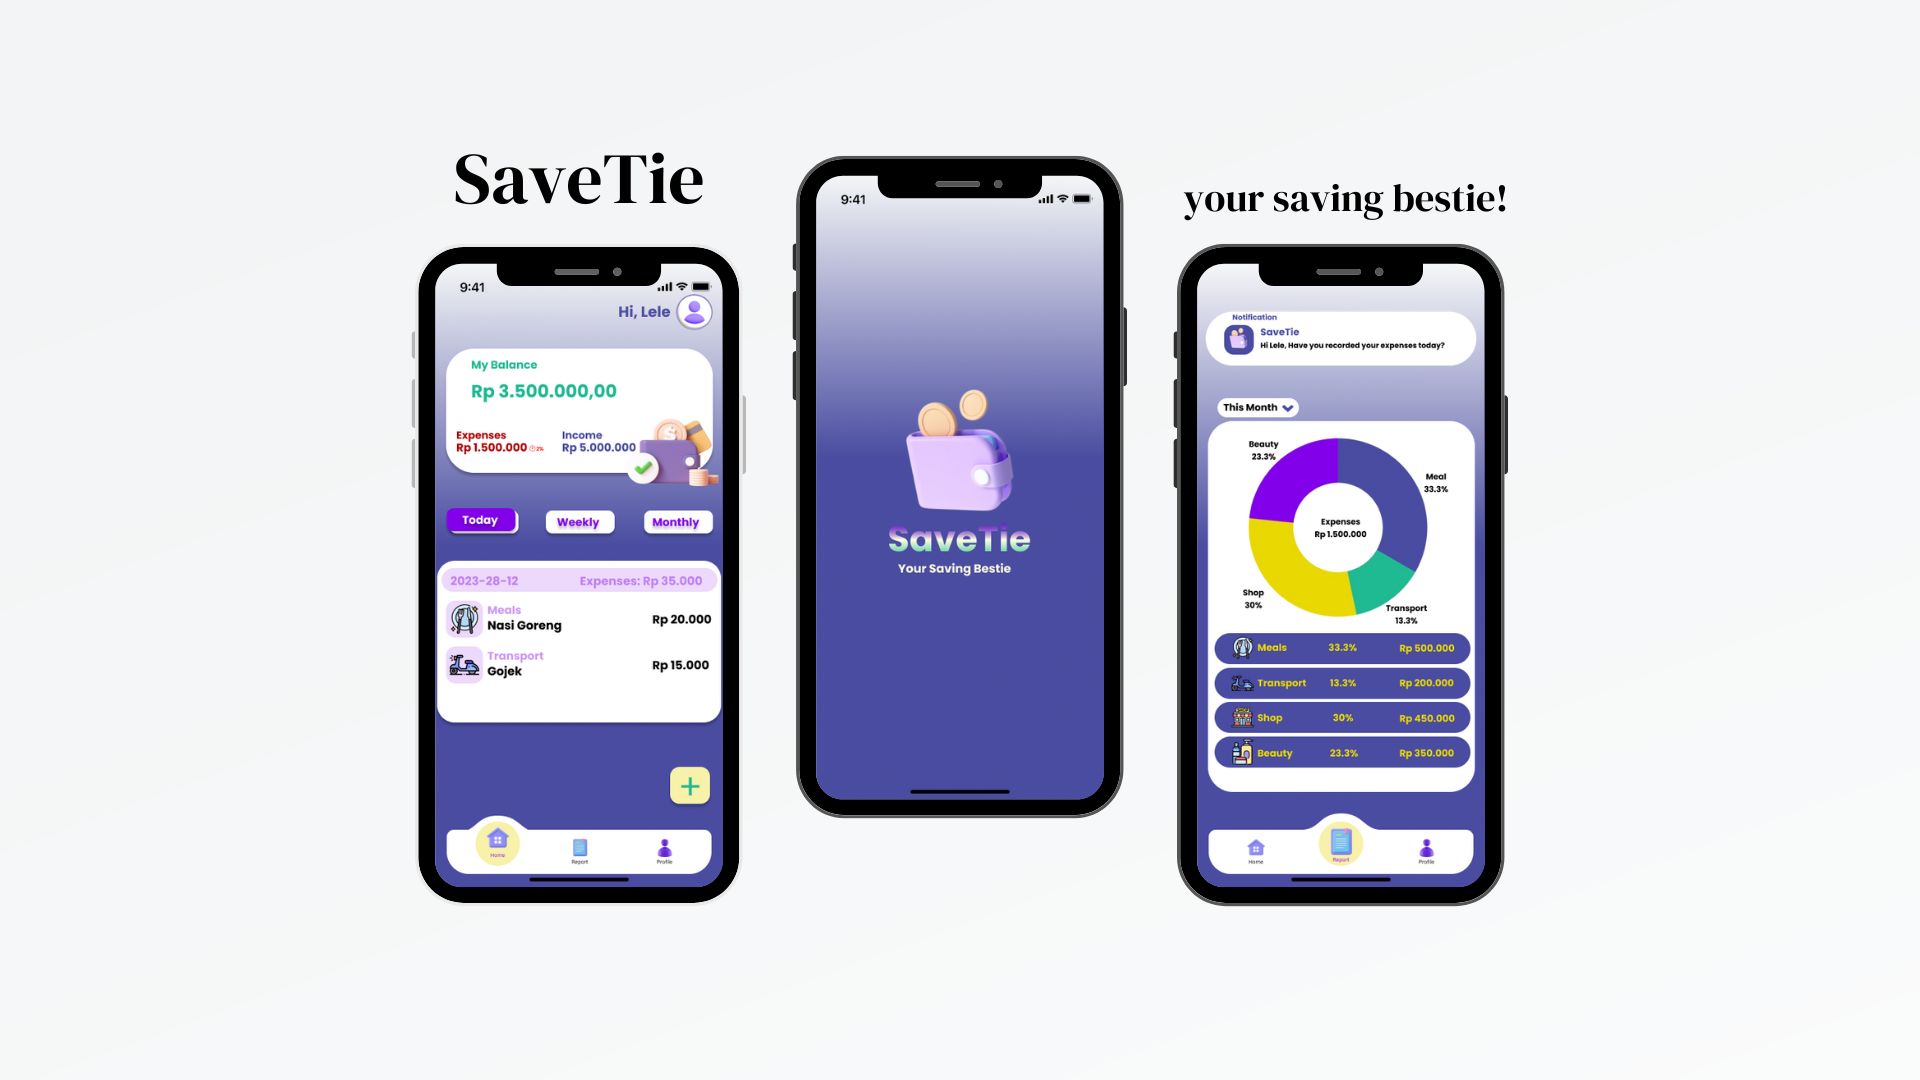 SaveTie
your saving bestie!
9:41
Hi, Lele
My Balance
Rp 3.500.000,00
Expenses
Rp 1.500.000 2%
Income
Rp 5.000.000
Today
Weekly
Monthly
2023-28-12 Expenses: Rp 35.000
Meals
Nasi Goreng
Rp 20.000
Transport
Gojek
Rp 15.000
Home
Report
Profile
9:41
SaveTie
Your Saving Bestie
Notification
SaveTie
Hi Lele, Have you recorded your expenses today?
This Month
Beauty
23.3%
Meal
33.3%
Expenses
Rp 1.500.000
Shop
30%
Transport
13.3%
Meals 33.3% Rp 500.000
Transport 13.3% Rp 200.000
Shop 30% Rp 450.000
Beauty 23.3% Rp 350.000
Home
Report
Profile